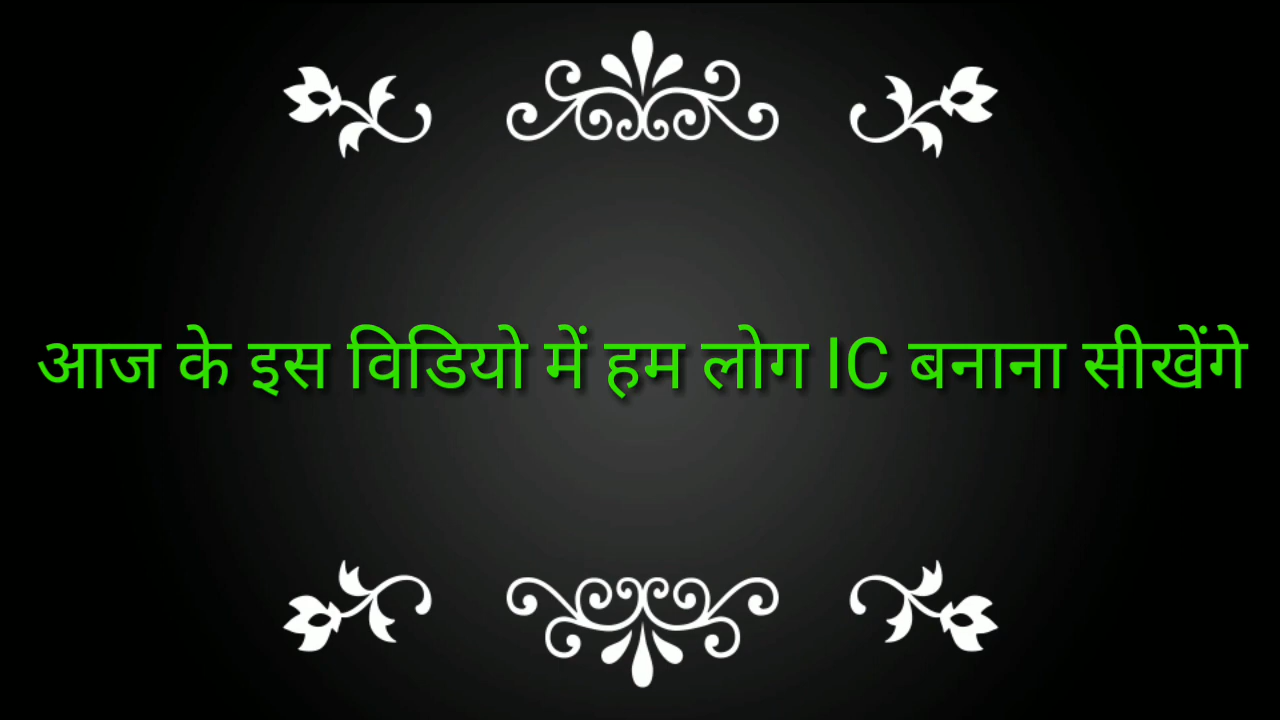 आज के इस विडियो में हम लोग IC बनाना सीखेंगे